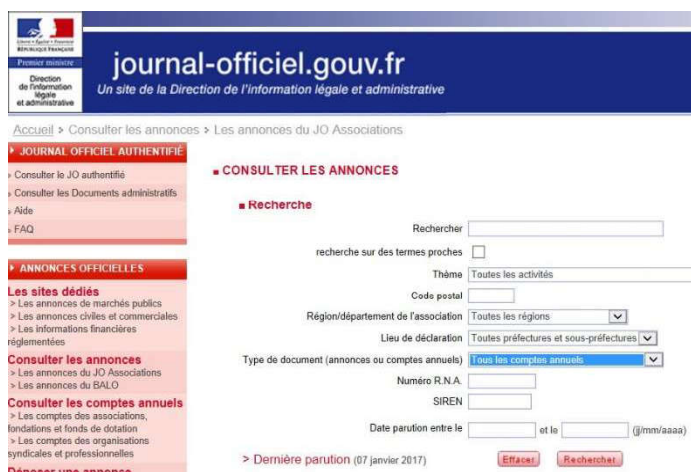 Liberté • Égalité • Fraternité
RÉPUBLIQUE FRANÇAISE
Premier ministre
Direction
de l'information
légale
et administrative
journal-officiel.gouv.fr
Un site de la Direction de l'information légale et administrative
Accueil > Consulter les annonces > Les annonces du JO Associations
JOURNAL OFFICIEL AUTHENTIFIÉ
Consulter le JO authentifié
Consulter les Documents administratifs
Aide
FAQ
ANNONCES OFFICIELLES
Les sites dédiés
> Les annonces de marchés publics
> Les annonces civiles et commerciales
> Les informations financières
réglementées
Consulter les annonces
> Les annonces du JO Associations
> Les annonces du BALO
Consulter les comptes annuels
> Les comptes des associations,
fondations et fonds de dotation
> Les comptes des organisations
syndicales et professionnelles
Déposer une annonce
CONSULTER LES ANNONCES
Recherche
Rechercher
recherche sur des termes proches
Thème Toutes les activités
Code postal
Région/département de l'association Toutes les régions
Lieu de déclaration Toutes préfectures et sous-préfectures
Type de document (annonces ou comptes annuels) Tous les comptes annuels
Numéro R.N.A.
SIREN
Date parution entre le et le (jj/mm/aaaa)
> Dernière parution (07 janvier 2017) Effacer Rechercher